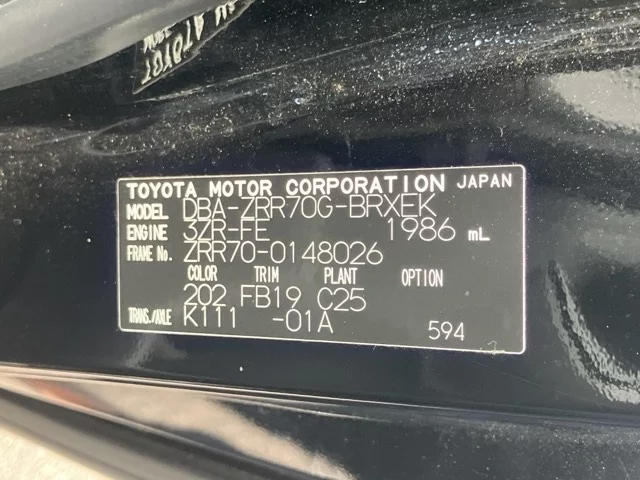 TOYOTA MOTOR CORPORATION JAPAN
MODEL DBA-ZRR70G-BRXEK
ENGINE 3ZR-FE 1986 mL
FRAME No. ZRR70-0148026
COLOR TRIM PLANT OPTION
202 FB19 C25
TRANS./AXLE K111 -01A
594